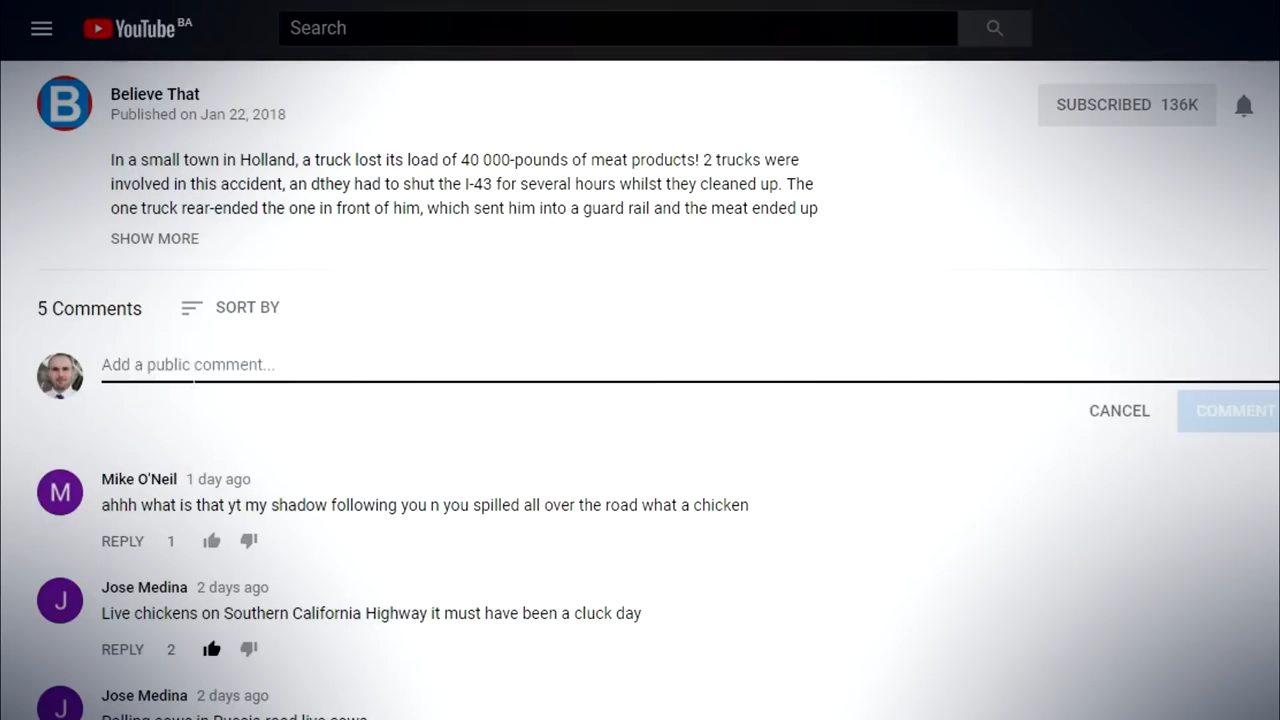 YouTube BA
Search
B
Believe That
Published on Jan 22, 2018
SUBSCRIBED 136K
In a small town in Holland, a truck lost its load of 40 000-pounds of meat products! 2 trucks were
involved in this accident, an dthey had to shut the I-43 for several hours whilst they cleaned up. The
one truck rear-ended the one in front of him, which sent him into a guard rail and the meat ended up
SHOW MORE
5 Comments
SORT BY
Add a public comment...
CANCEL
COMMENT
M
Mike O'Neil 1 day ago
ahhh what is that yt my shadow following you n you spilled all over the road what a chicken
REPLY 1
J
Jose Medina 2 days ago
Live chickens on Southern California Highway it must have been a cluck day
REPLY 2
J
Jose Medina 2 days ago